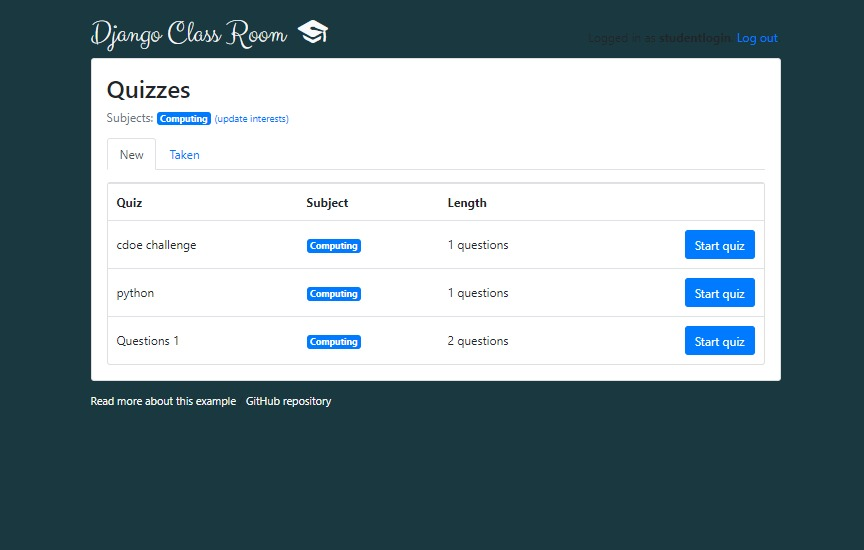 Django Class Room
Logged in as studentlogin. Log out
Quizzes
Subjects: Computing (update interests)
New Taken
Quiz Subject Length
cdoe challenge Computing 1 questions Start quiz
python Computing 1 questions Start quiz
Questions 1 Computing 2 questions Start quiz
Read more about this example GitHub repository